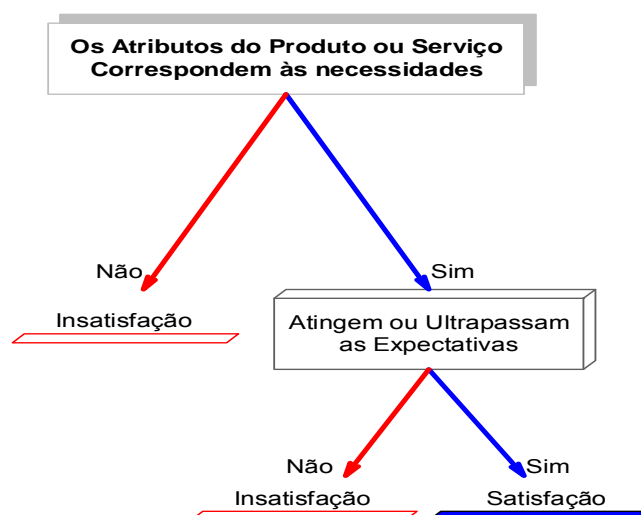 Os Atributos do Produto ou Serviço
Correspondem às necessidades
Não
Sim
Insatisfação
Atingem ou Ultrapassam
as Expectativas
Não
Sim
Insatisfação
Satisfação